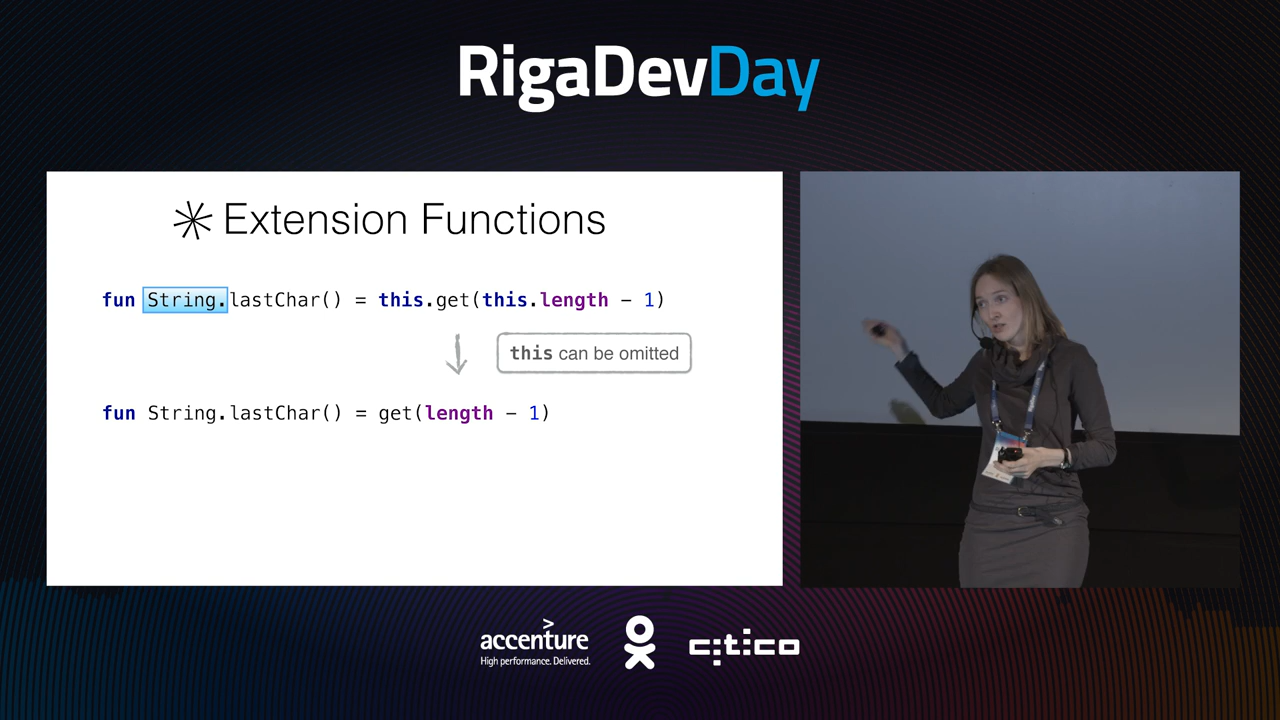 RigaDevDay
Extension Functions
fun String.lastChar() = this.get(this.length - 1)
this can be omitted
fun String.lastChar() = get(length - 1)
accenture
High performance. Delivered.
citico